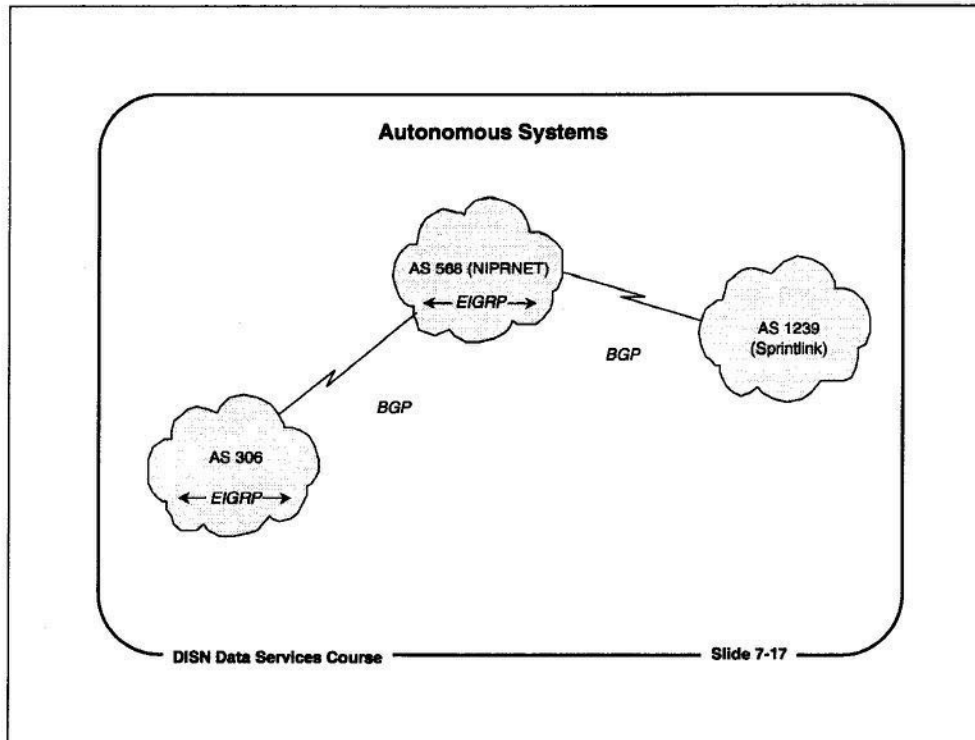 Autonomous Systems
AS 568 (NIPRNET)
EIGRP
AS 1239
(Sprintlink)
BGP
BGP
AS 306
EIGRP
DISN Data Services Course
Slide 7-17